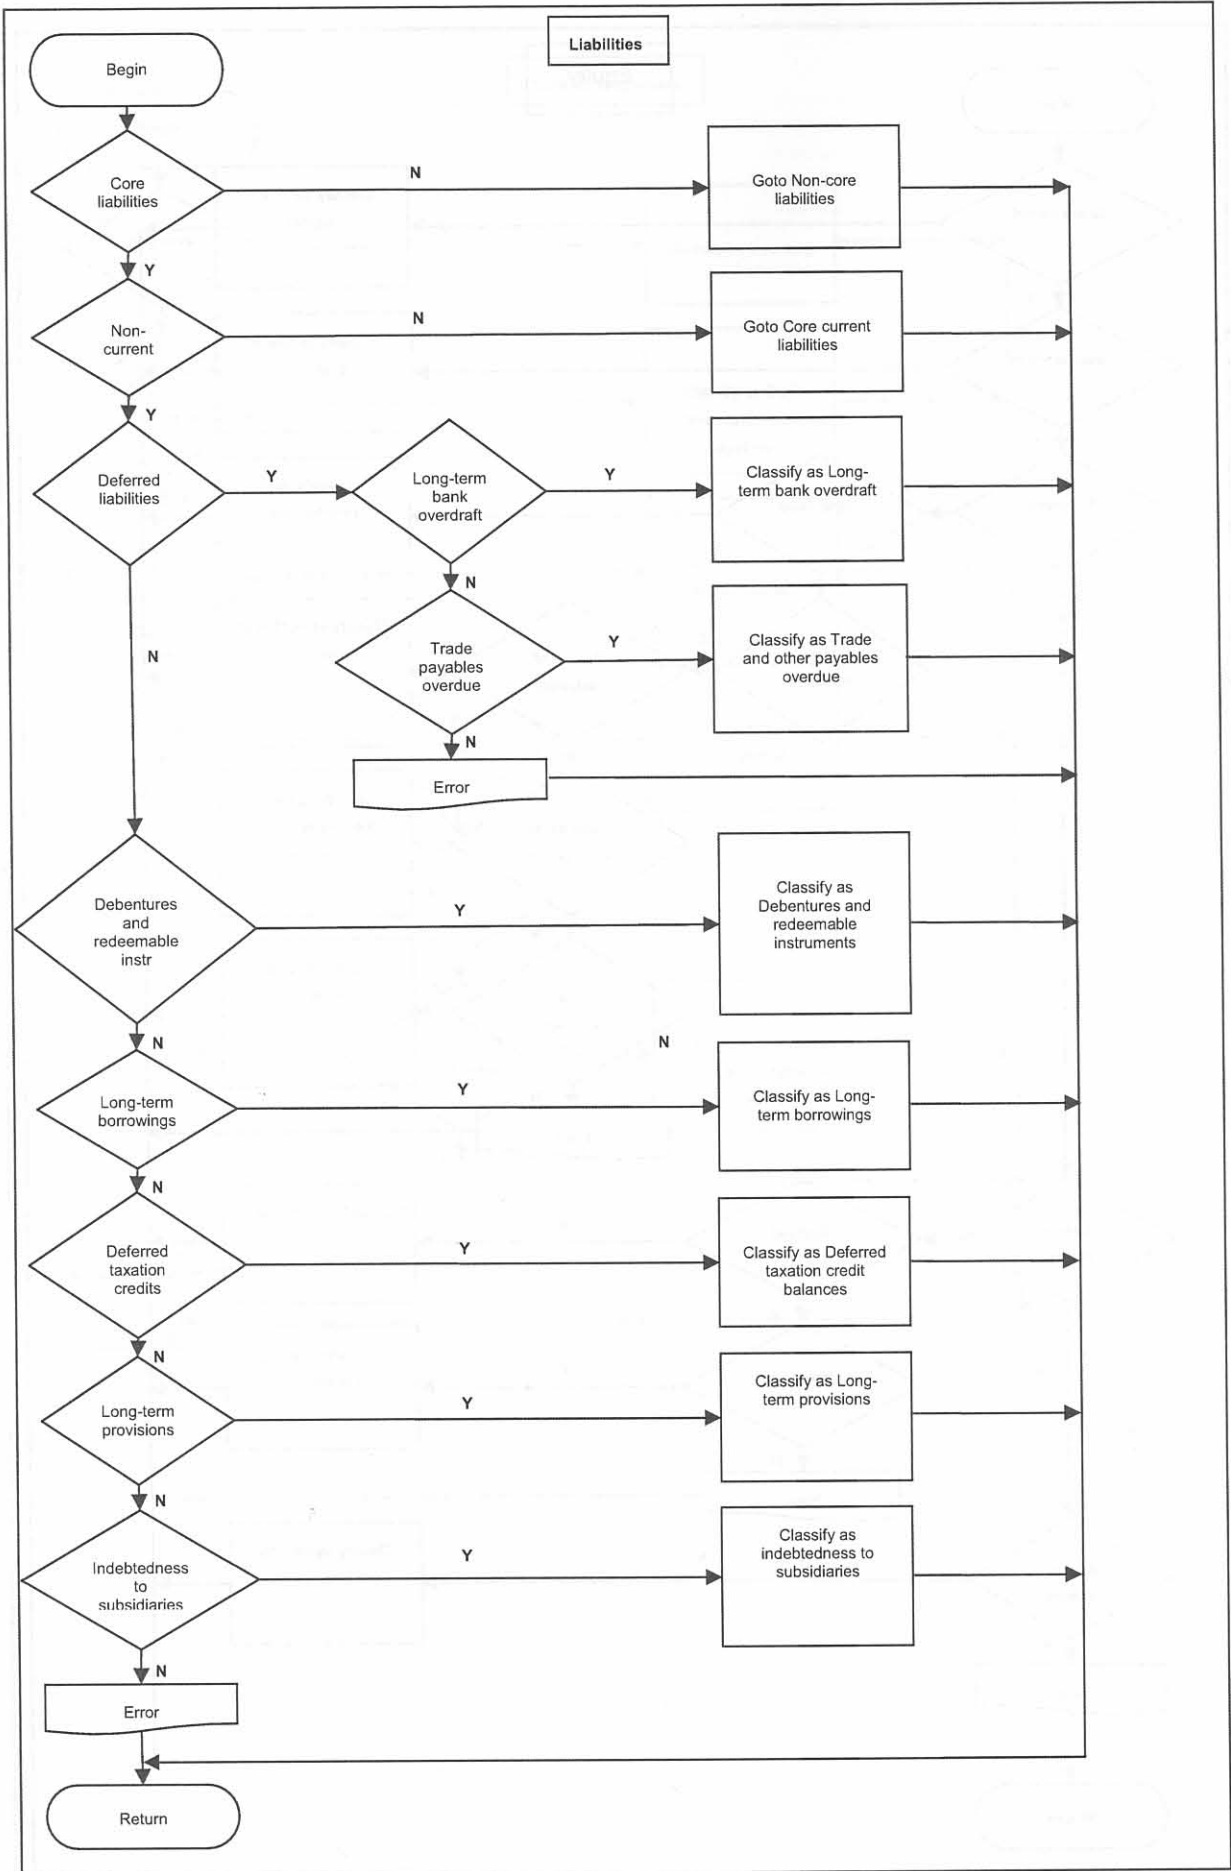 Liabilities
Begin
Core
liabilities
N
Goto Non-core
liabilities
Y
Non-
current
N
Goto Core current
liabilities
Y
Deferred
liabilities
Y
Long-term
bank
overdraft
Y
Classify as Long-
term bank overdraft
N
N
Trade
payables
overdue
Y
Classify as Trade
and other payables
overdue
N
Error
Debentures
and
redeemable
instr
Y
Classify as
Debentures and
redeemable
instruments
N
N
Long-term
borrowings
Y
Classify as Long-
term borrowings
N
Deferred
taxation
credits
Y
Classify as Deferred
taxation credit
balances
N
Long-term
provisions
Y
Classify as Long-
term provisions
N
Indebtedness
to
subsidiaries
Y
Classify as
indebtedness to
subsidiaries
N
Error
Return